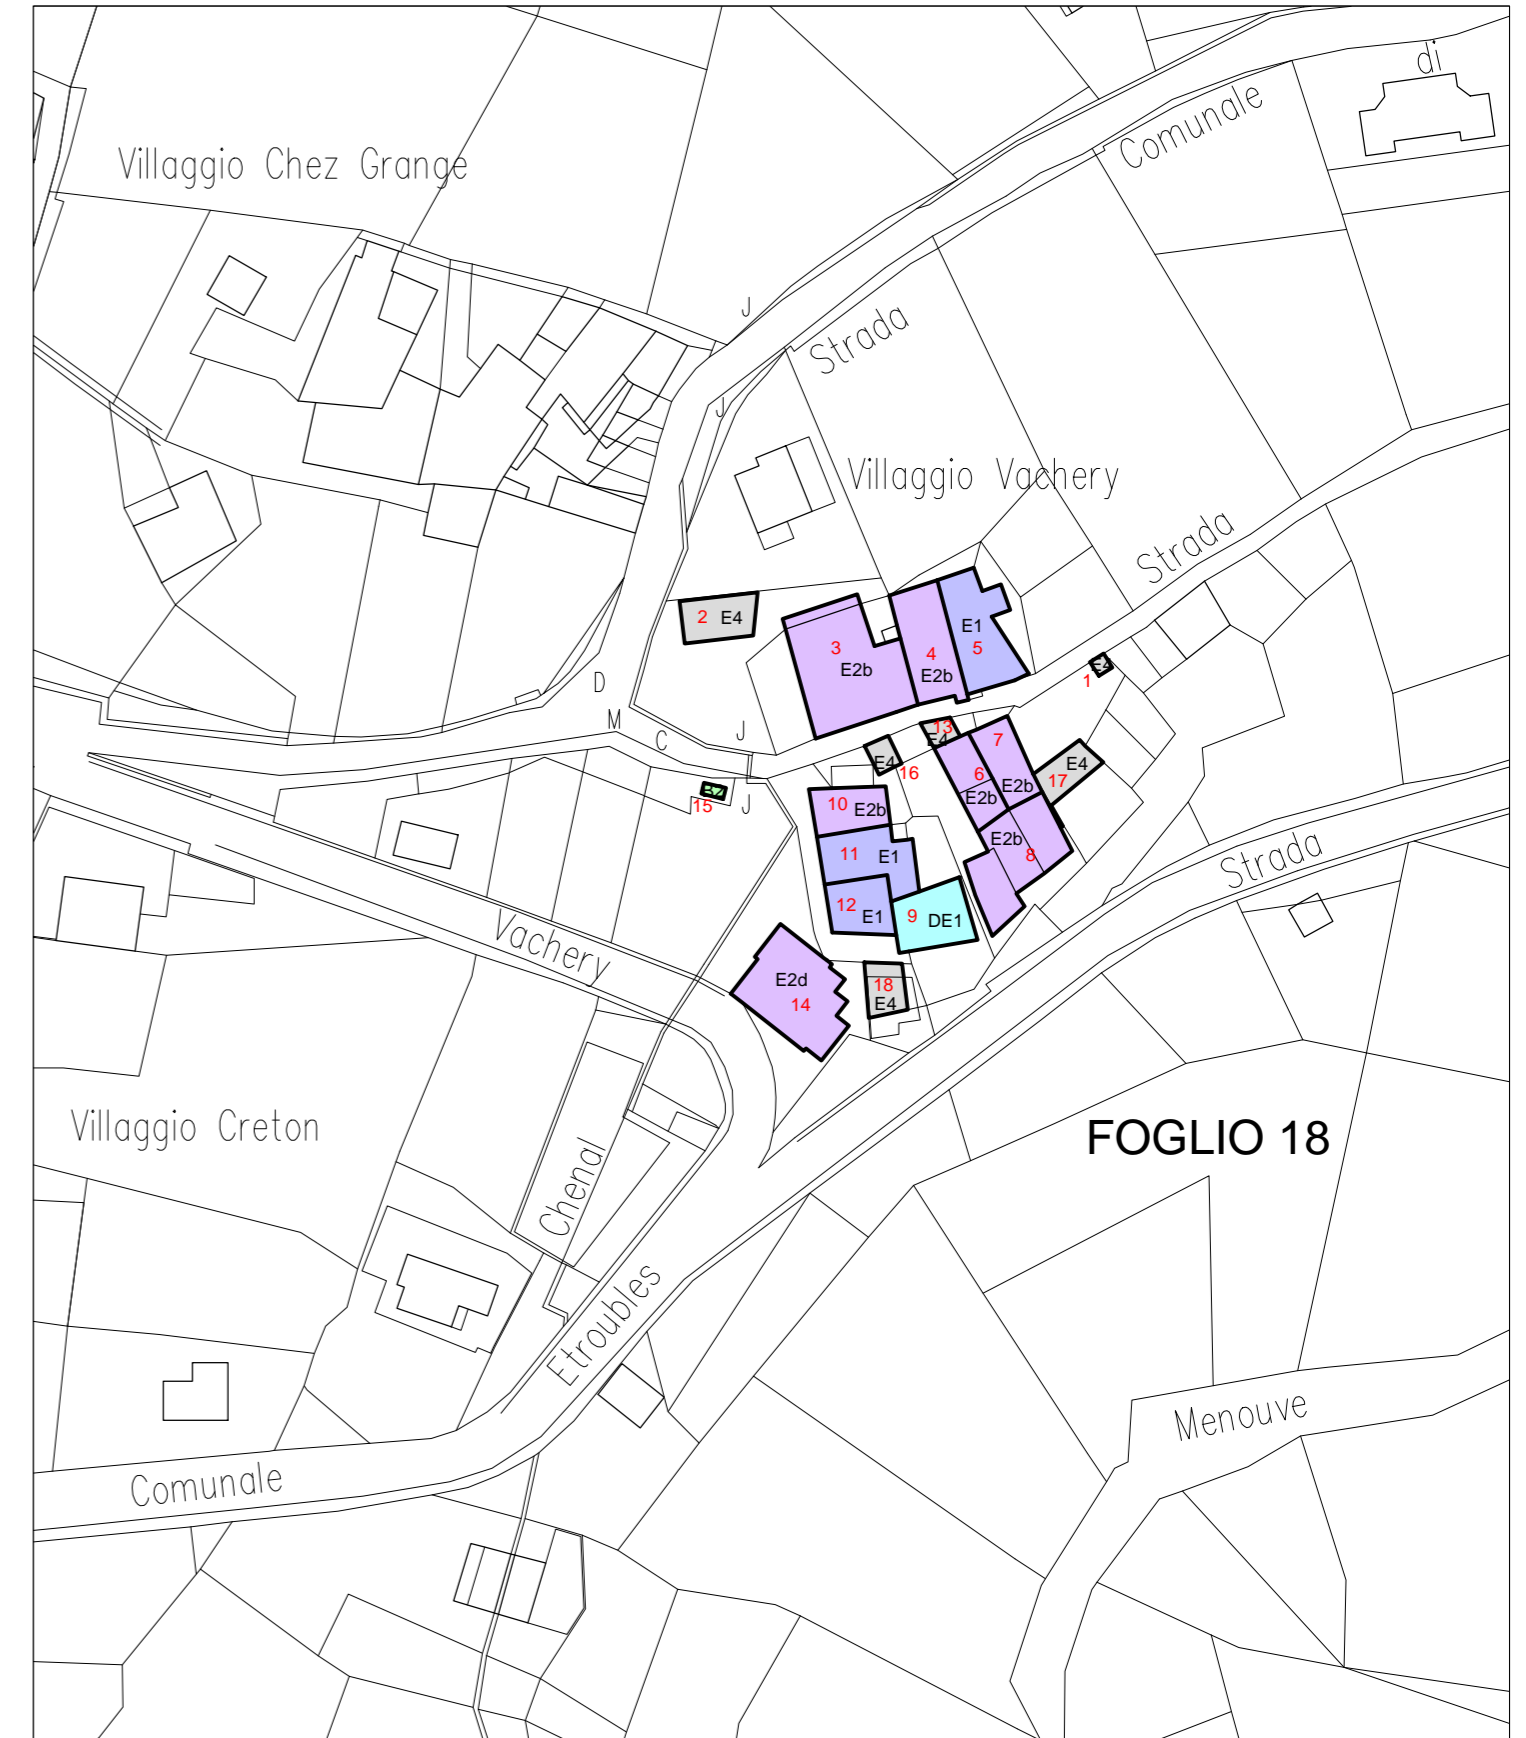 di
Comunale
Villaggio Chez Grange
J
Strada
J
Villaggio Vachery
Strada
2 E4
E1
5
3
E2b
4
E2b
E4
1
D
M
C
J
13
E4
7
E4
16
6
E2b
E2b
E4
17
15
J
10 E2b
E2b
8
11 E1
Strada
12 E1
9 DE1
Vachery
E2d
14
18
E4
Villaggio Creton
FOGLIO 18
Chenal
Etroubles
Menouve
Comunale